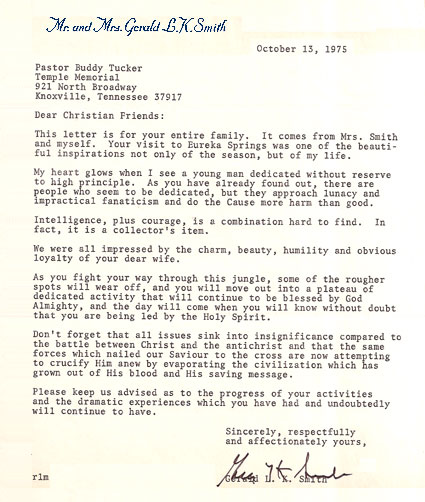 Mr. and Mrs. Gerald L. K. Smith
October 13, 1975
Pastor Buddy Tucker
Temple Memorial
921 North Broadway
Knoxville, Tennessee 37917
Dear Christian Friends:
This letter is for your entire family. It comes from Mrs. Smith
and myself. Your visit to Eureka Springs was one of the beauti-
ful inspirations not only of the season, but of my life.
My heart glows when I see a young man dedicated without reserve
to high principle. As you have already found out, there are
people who seem to be dedicated, but they approach lunacy and
impractical fanaticism and do the Cause more harm than good.
Intelligence, plus courage, is a combination hard to find. In
fact, it is a collector's item.
We were all impressed by the charm, beauty, humility and obvious
loyalty of your dear wife.
As you fight your way through this jungle, some of the rougher
spots will wear off, and you will move out into a plateau of
dedicated activity that will continue to be blessed by God
Almighty, and the day will come when you will know without doubt
that you are being led by the Holy Spirit.
Don't forget that all issues sink into insignificance compared to
the battle between Christ and the antichrist and that the same
forces which nailed our Saviour to the cross are now attempting
to crucify Him anew by evaporating the civilization which has
grown out of His blood and His saving message.
Please keep us advised as to the progress of your activities
and the dramatic experiences which you have had and undoubtedly
will continue to have.
Sincerely, respectfully
and affectionately yours,
Gerald L. K. Smith
rlm